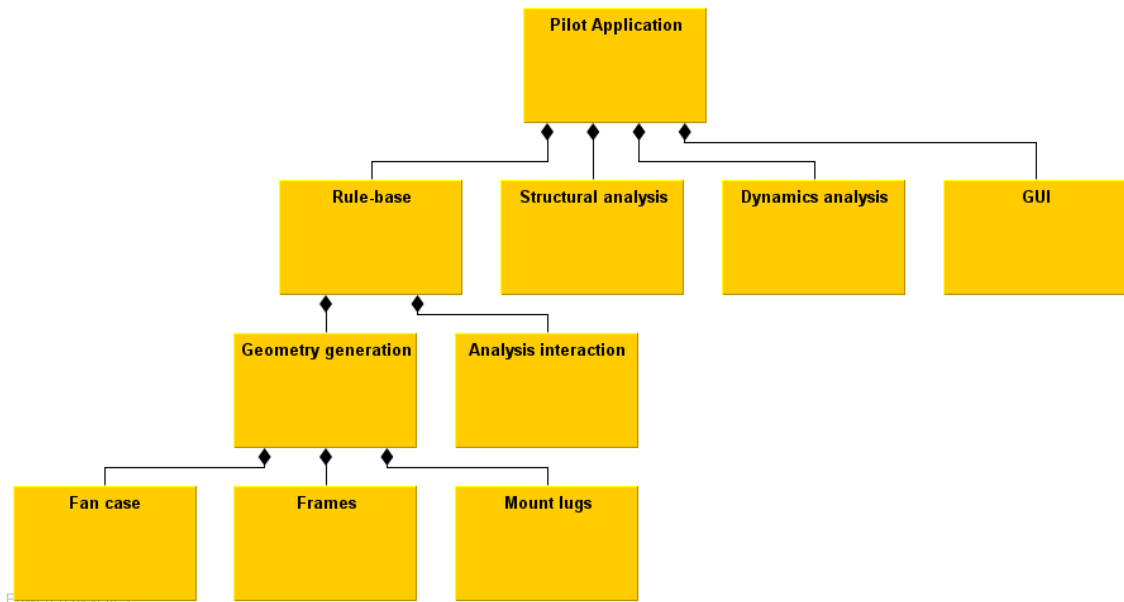 Pilot Application
Rule-base
Structural analysis
Dynamics analysis
GUI
Geometry generation
Analysis interaction
Fan case
Frames
Mount lugs